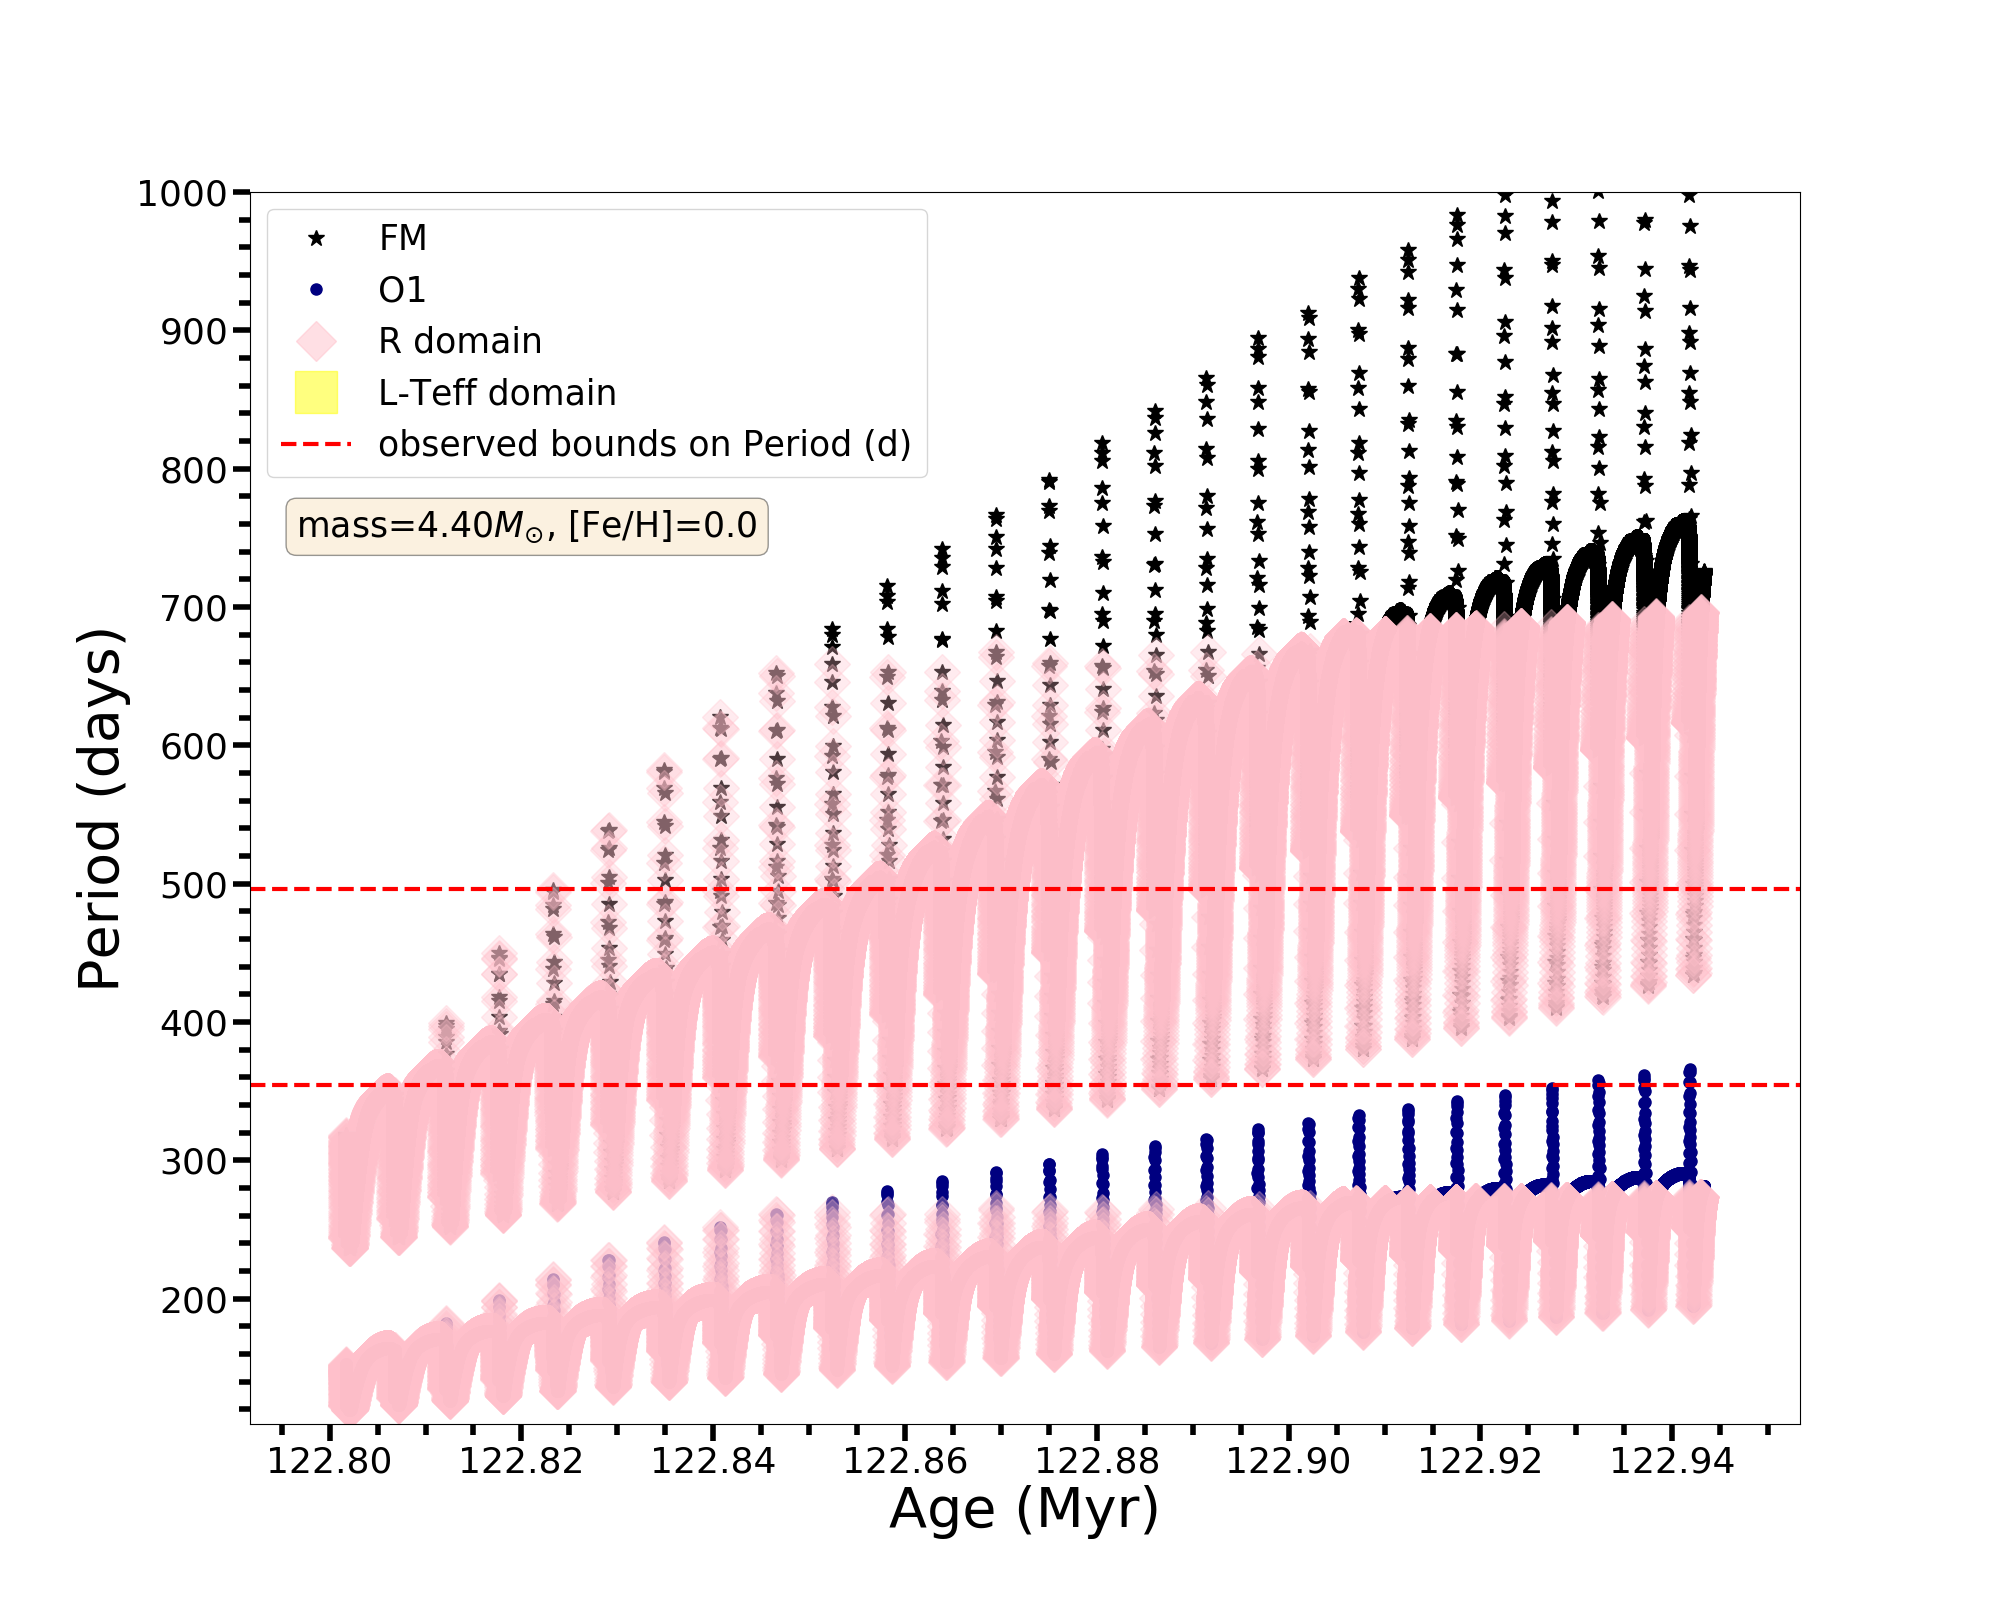 1000
900
800
700
600
500
400
300
200
Period (days)
FM
O1
R domain
L-Teff domain
observed bounds on Period (d)
mass=4.40M☉, [Fe/H]=0.0
122.80 122.82 122.84 122.86 122.88 122.90 122.92 122.94
Age (Myr)